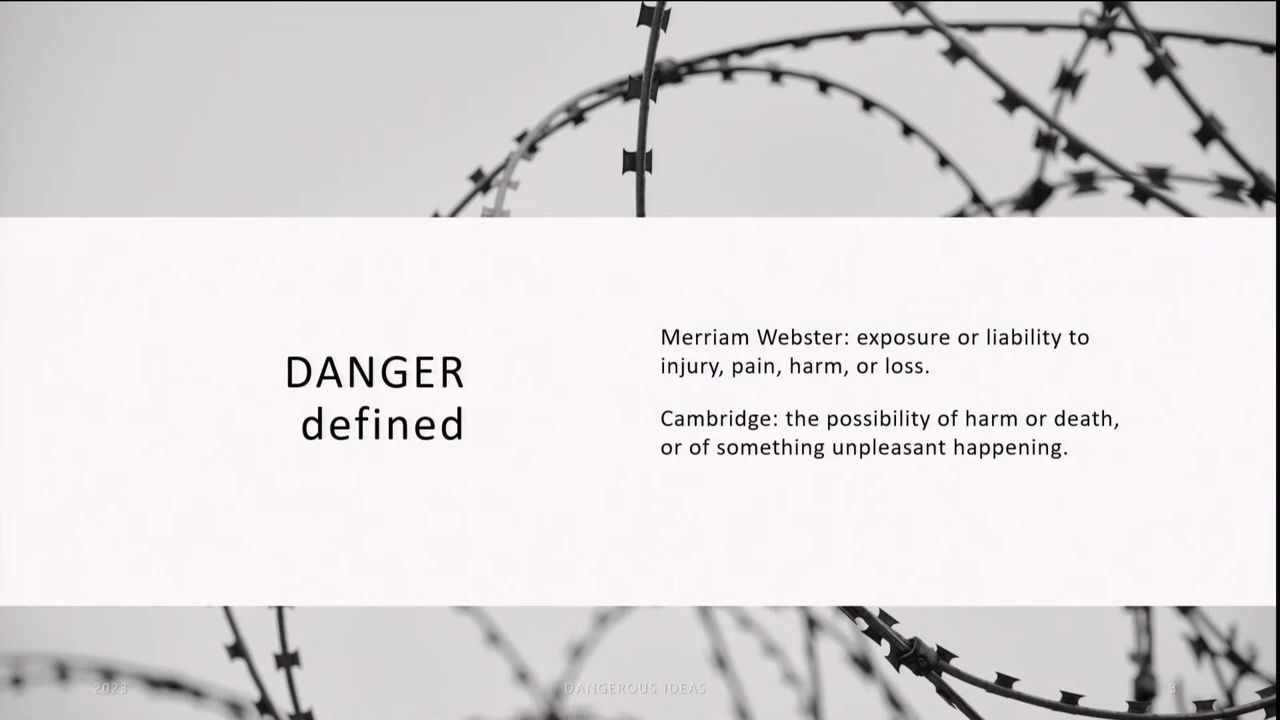 DANGER
defined
Merriam Webster: exposure or liability to
injury, pain, harm, or loss.
Cambridge: the possibility of harm or death,
or of something unpleasant happening.
2023
DANGEROUS IDEAS
3